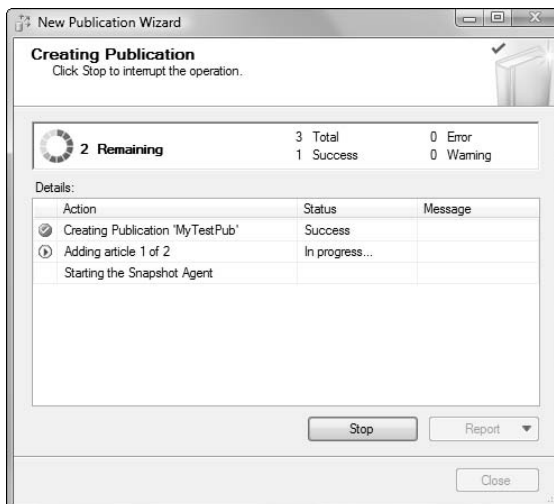 New Publication Wizard
Creating Publication
Click Stop to interrupt the operation.
2 Remaining
3 Total
0 Error
1 Success
0 Warning
Details:
Action Status Message
Creating Publication 'MyTestPub' Success
Adding article 1 of 2 In progress...
Starting the Snapshot Agent
Stop
Report
Close